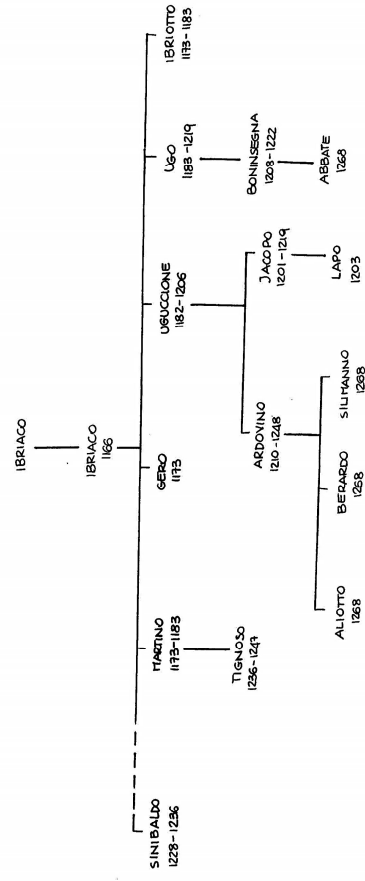 IBRIACO
IBRIACO
1166
SINIBALDO
1228-1236
MARTINO
1173-1183
GERO
1173
UGUCCIONE
1182-1206
UGO
1183-1219
IBRIOTTO
1173-1183
TIGNOSO
1236-1247
ARDOVINO
1210-1248
JACOPO
1201-1219
BONINSEGNA
1203-1222
ALIOTTO
1268
BERARDO
1268
SILIMANNO
1268
LAPO
1203
ABBATE
1268